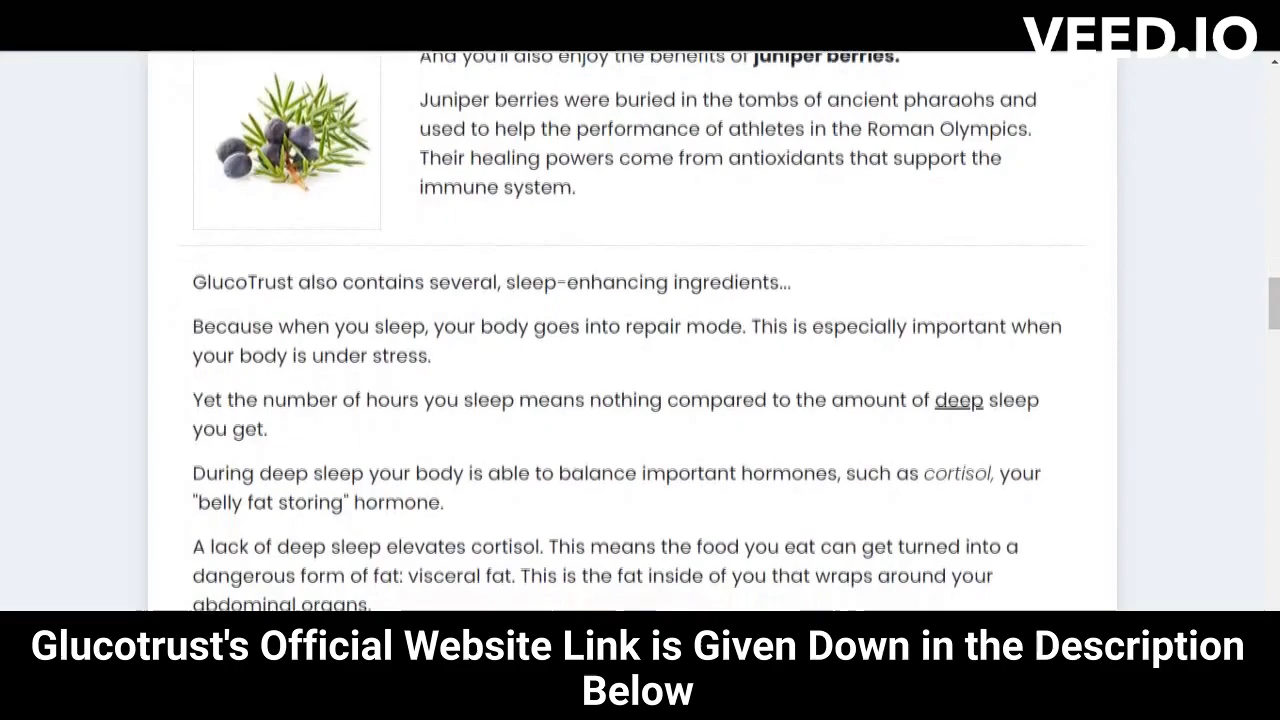 VEED.IO
And you'll also enjoy the benefits of juniper berries.
Juniper berries were buried in the tombs of ancient pharaohs and
used to help the performance of athletes in the Roman Olympics.
Their healing powers come from antioxidants that support the
immune system.
GlucoTrust also contains several, sleep-enhancing ingredients...
Because when you sleep, your body goes into repair mode. This is especially important when
your body is under stress.
Yet the number of hours you sleep means nothing compared to the amount of deep sleep
you get.
During deep sleep your body is able to balance important hormones, such as cortisol, your
"belly fat storing" hormone.
A lack of deep sleep elevates cortisol. This means the food you eat can get turned into a
dangerous form of fat: visceral fat. This is the fat inside of you that wraps around your
abdominal organs.
Glucotrust's Official Website Link is Given Down in the Description
Below